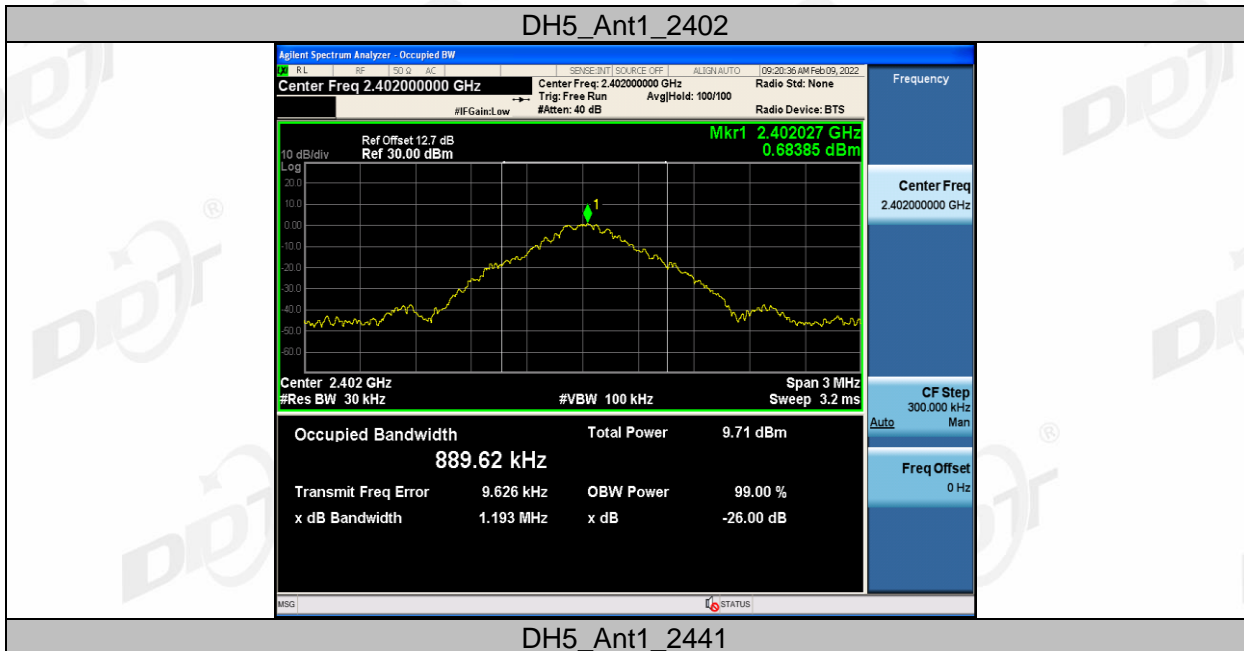 DH5_Ant1_2402
Agilent Spectrum Analyzer - Occupied BW
RL RF 50 Ω AC SENSE:INT SOURCE OFF ALIGN AUTO 09:20:36 AM Feb 09, 2022
Center Freq 2.402000000 GHz
Center Freq: 2.402000000 GHz Radio Std: None
Trig: Free Run Avg|Hold: 100/100
#IFGain:Low #Atten: 40 dB Radio Device: BTS
Frequency
Mkr1 2.402027 GHz
0.68385 dBm
Ref Offset 12.7 dB
10 dB/div Ref 30.00 dBm
Log
20.0
10.0
0.00
-10.0
-20.0
-30.0
-40.0
-50.0
-60.0
1
Center 2.402 GHz Span 3 MHz
#Res BW 30 kHz #VBW 100 kHz Sweep 3.2 ms
Center Freq
2.402000000 GHz
CF Step
300.000 kHz
Auto Man
Freq Offset
0 Hz
Occupied Bandwidth Total Power 9.71 dBm
889.62 kHz
Transmit Freq Error 9.626 kHz OBW Power 99.00 %
x dB Bandwidth 1.193 MHz x dB -26.00 dB
MSG STATUS
DDT
®
DH5_Ant1_2441